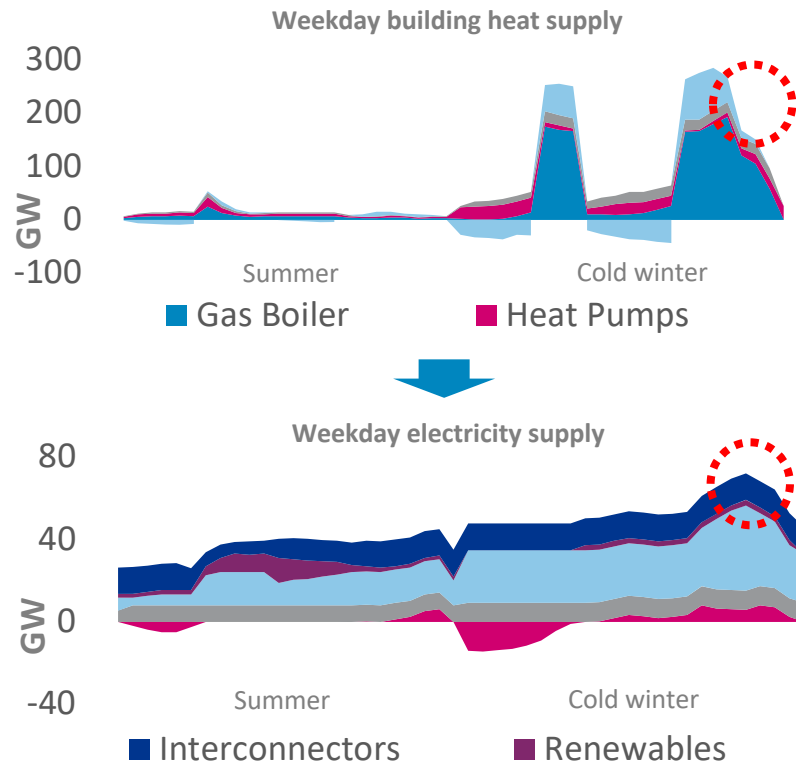 Weekday building heat supply
300
200
100
0
-100
GW
Summer
Cold winter
Gas Boiler
Heat Pumps
Weekday electricity supply
80
40
0
-40
GW
Summer
Cold winter
Interconnectors
Renewables